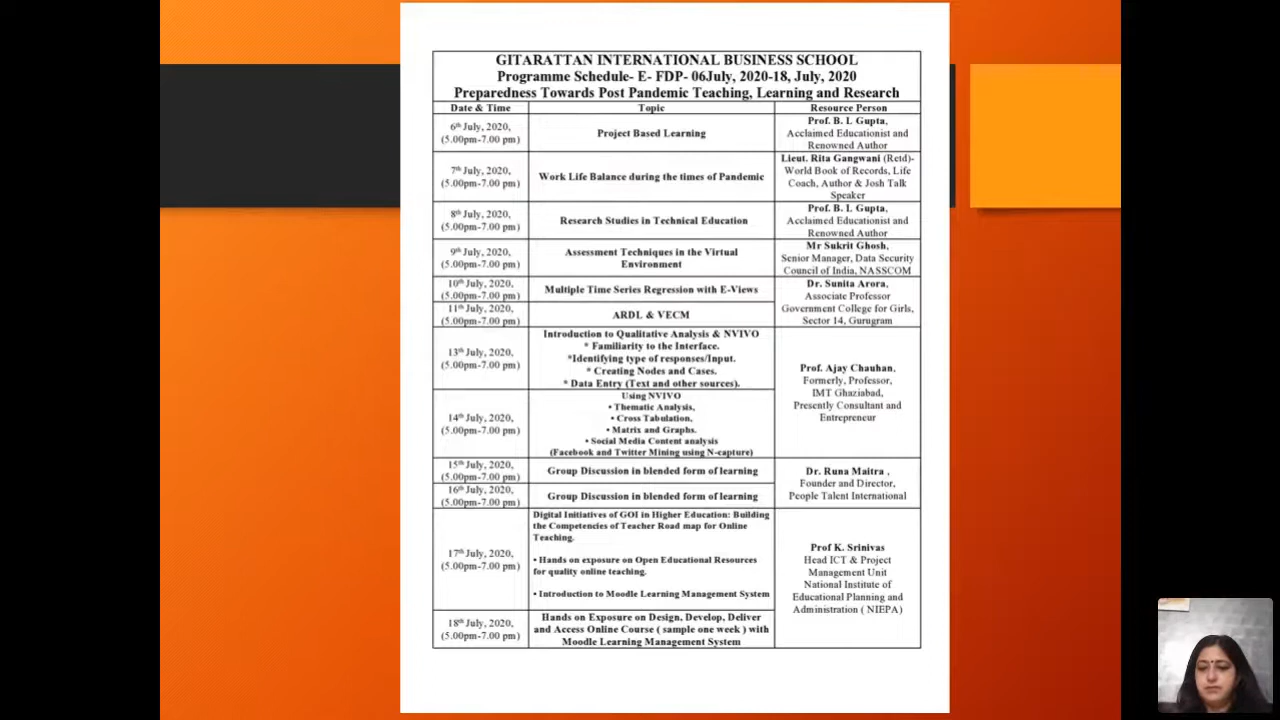 GITARATTAN INTERNATIONAL BUSINESS SCHOOL
Programme Schedule- E- FDP- 06July, 2020-18, July, 2020
Preparedness Towards Post Pandemic Teaching, Learning and Research
Date & Time
Topic
Resource Person
6th July, 2020,
(5.00pm-7.00 pm)
Project Based Learning
Prof. B. L Gupta,
Acclaimed Educationist and
Renowned Author
7th July, 2020,
(5.00pm-7.00 pm)
Work Life Balance during the times of Pandemic
Lieut. Rita Gangwani (Retd)-
World Book of Records, Life
Coach, Author & Josh Talk
Speaker
8th July, 2020,
(5.00pm-7.00 pm)
Research Studies in Technical Education
Prof. B. L Gupta,
Acclaimed Educationist and
Renowned Author
9th July, 2020,
(5.00pm-7.00 pm)
Assessment Techniques in the Virtual
Environment
Mr Sukrit Ghosh,
Senior Manager, Data Security
Council of India, NASSCOM
10th July, 2020,
(5.00pm-7.00 pm)
Multiple Time Series Regression with E-Views
Dr. Sunita Arora,
Associate Professor
Government College for Girls,
Sector 14, Gurugram
11th July, 2020,
(5.00pm-7.00 pm)
ARDL & VECM
13th July, 2020,
(5.00pm-7.00 pm)
Introduction to Qualitative Analysis & NVIVO
* Familiarity to the Interface.
*Identifying type of responses/Input.
* Creating Nodes and Cases.
* Data Entry (Text and other sources).
Prof. Ajay Chauhan,
Formerly, Professor,
IMT Ghaziabad,
Presently Consultant and
Entrepreneur
14th July, 2020,
(5.00pm-7.00 pm)
Using NVIVO
• Thematic Analysis,
• Cross Tabulation,
• Matrix and Graphs.
• Social Media Content analysis
(Facebook and Twitter Mining using N-capture)
15th July, 2020,
(5.00pm-7.00 pm)
Group Discussion in blended form of learning
Dr. Runa Maitra ,
Founder and Director,
People Talent International
16th July, 2020,
(5.00pm-7.00 pm)
Group Discussion in blended form of learning
17th July, 2020,
(5.00pm-7.00 pm)
Digital Initiatives of GOI in Higher Education: Building
the Competencies of Teacher Road map for Online
Teaching.
• Hands on exposure on Open Educational Resources
for quality online teaching.
• Introduction to Moodle Learning Management System
Prof K. Srinivas
Head ICT & Project
Management Unit
National Institute of
Educational Planning and
Administration ( NIEPA)
18th July, 2020,
(5.00pm-7.00 pm)
Hands on Exposure on Design, Develop, Deliver
and Access Online Course ( sample one week ) with
Moodle Learning Management System